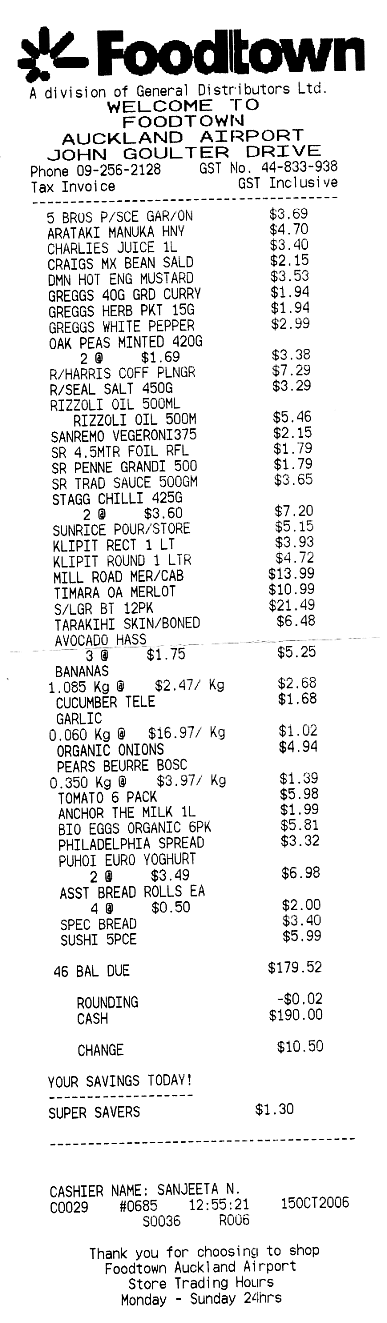 Foodtown
A division of General Distributors Ltd.
WELCOME TO
FOODTOWN
AUCKLAND AIRPORT
JOHN GOULTER DRIVE
Phone 09-256-2128 GST No. 44-833-938
Tax Invoice GST Inclusive
5 BROS P/SCE GAR/ON $3.69
ARATAKI MANUKA HNY $4.70
CHARLIES JUICE 1L $3.40
CRAIGS MX BEAN SALD $2.15
DMN HOT ENG MUSTARD $3.53
GREGGS 40G GRD CURRY $1.94
GREGGS HERB PKT 15G $1.94
GREGGS WHITE PEPPER $2.99
OAK PEAS MINTED 420G
2 @ $1.69 $3.38
R/HARRIS COFF PLNGR $7.29
R/SEAL SALT 450G $3.29
RIZZOLI OIL 500ML
RIZZOLI OIL 500M $5.46
SANREMO VEGERONI375 $2.15
SR 4.5MTR FOIL RFL $1.79
SR PENNE GRANDI 500 $1.79
SR TRAD SAUCE 500GM $3.65
STAGG CHILLI 425G
2 @ $3.60 $7.20
SUNRICE POUR/STORE $5.15
KLIPIT RECT 1 LT $3.93
KLIPIT ROUND 1 LTR $4.72
MILL ROAD MER/CAB $13.99
TIMARA OA MERLOT $10.99
S/LGR BT 12PK $21.49
TARAKIHI SKIN/BONED $6.48
AVOCADO HASS
3 @ $1.75 $5.25
BANANAS
1.085 Kg @ $2.47/ Kg $2.68
CUCUMBER TELE $1.68
GARLIC
0.060 Kg @ $16.97/ Kg $1.02
ORGANIC ONIONS $4.94
PEARS BEURRE BOSC
0.350 Kg @ $3.97/ Kg $1.39
TOMATO 6 PACK $5.98
ANCHOR THE MILK 1L $1.99
BIO EGGS ORGANIC 6PK $5.81
PHILADELPHIA SPREAD $3.32
PUHOI EURO YOGHURT
2 @ $3.49 $6.98
ASST BREAD ROLLS EA
4 @ $0.50 $2.00
SPEC BREAD $3.40
SUSHI 5PCE $5.99
46 BAL DUE $179.52
ROUNDING -$0.02
CASH $190.00
CHANGE $10.50
YOUR SAVINGS TODAY!
SUPER SAVERS $1.30
CASHIER NAME: SANJEETA N.
C0029 #0685 12:55:21 15OCT2006
S0036 R006
Thank you for choosing to shop
Foodtown Auckland Airport
Store Trading Hours
Monday - Sunday 24hrs